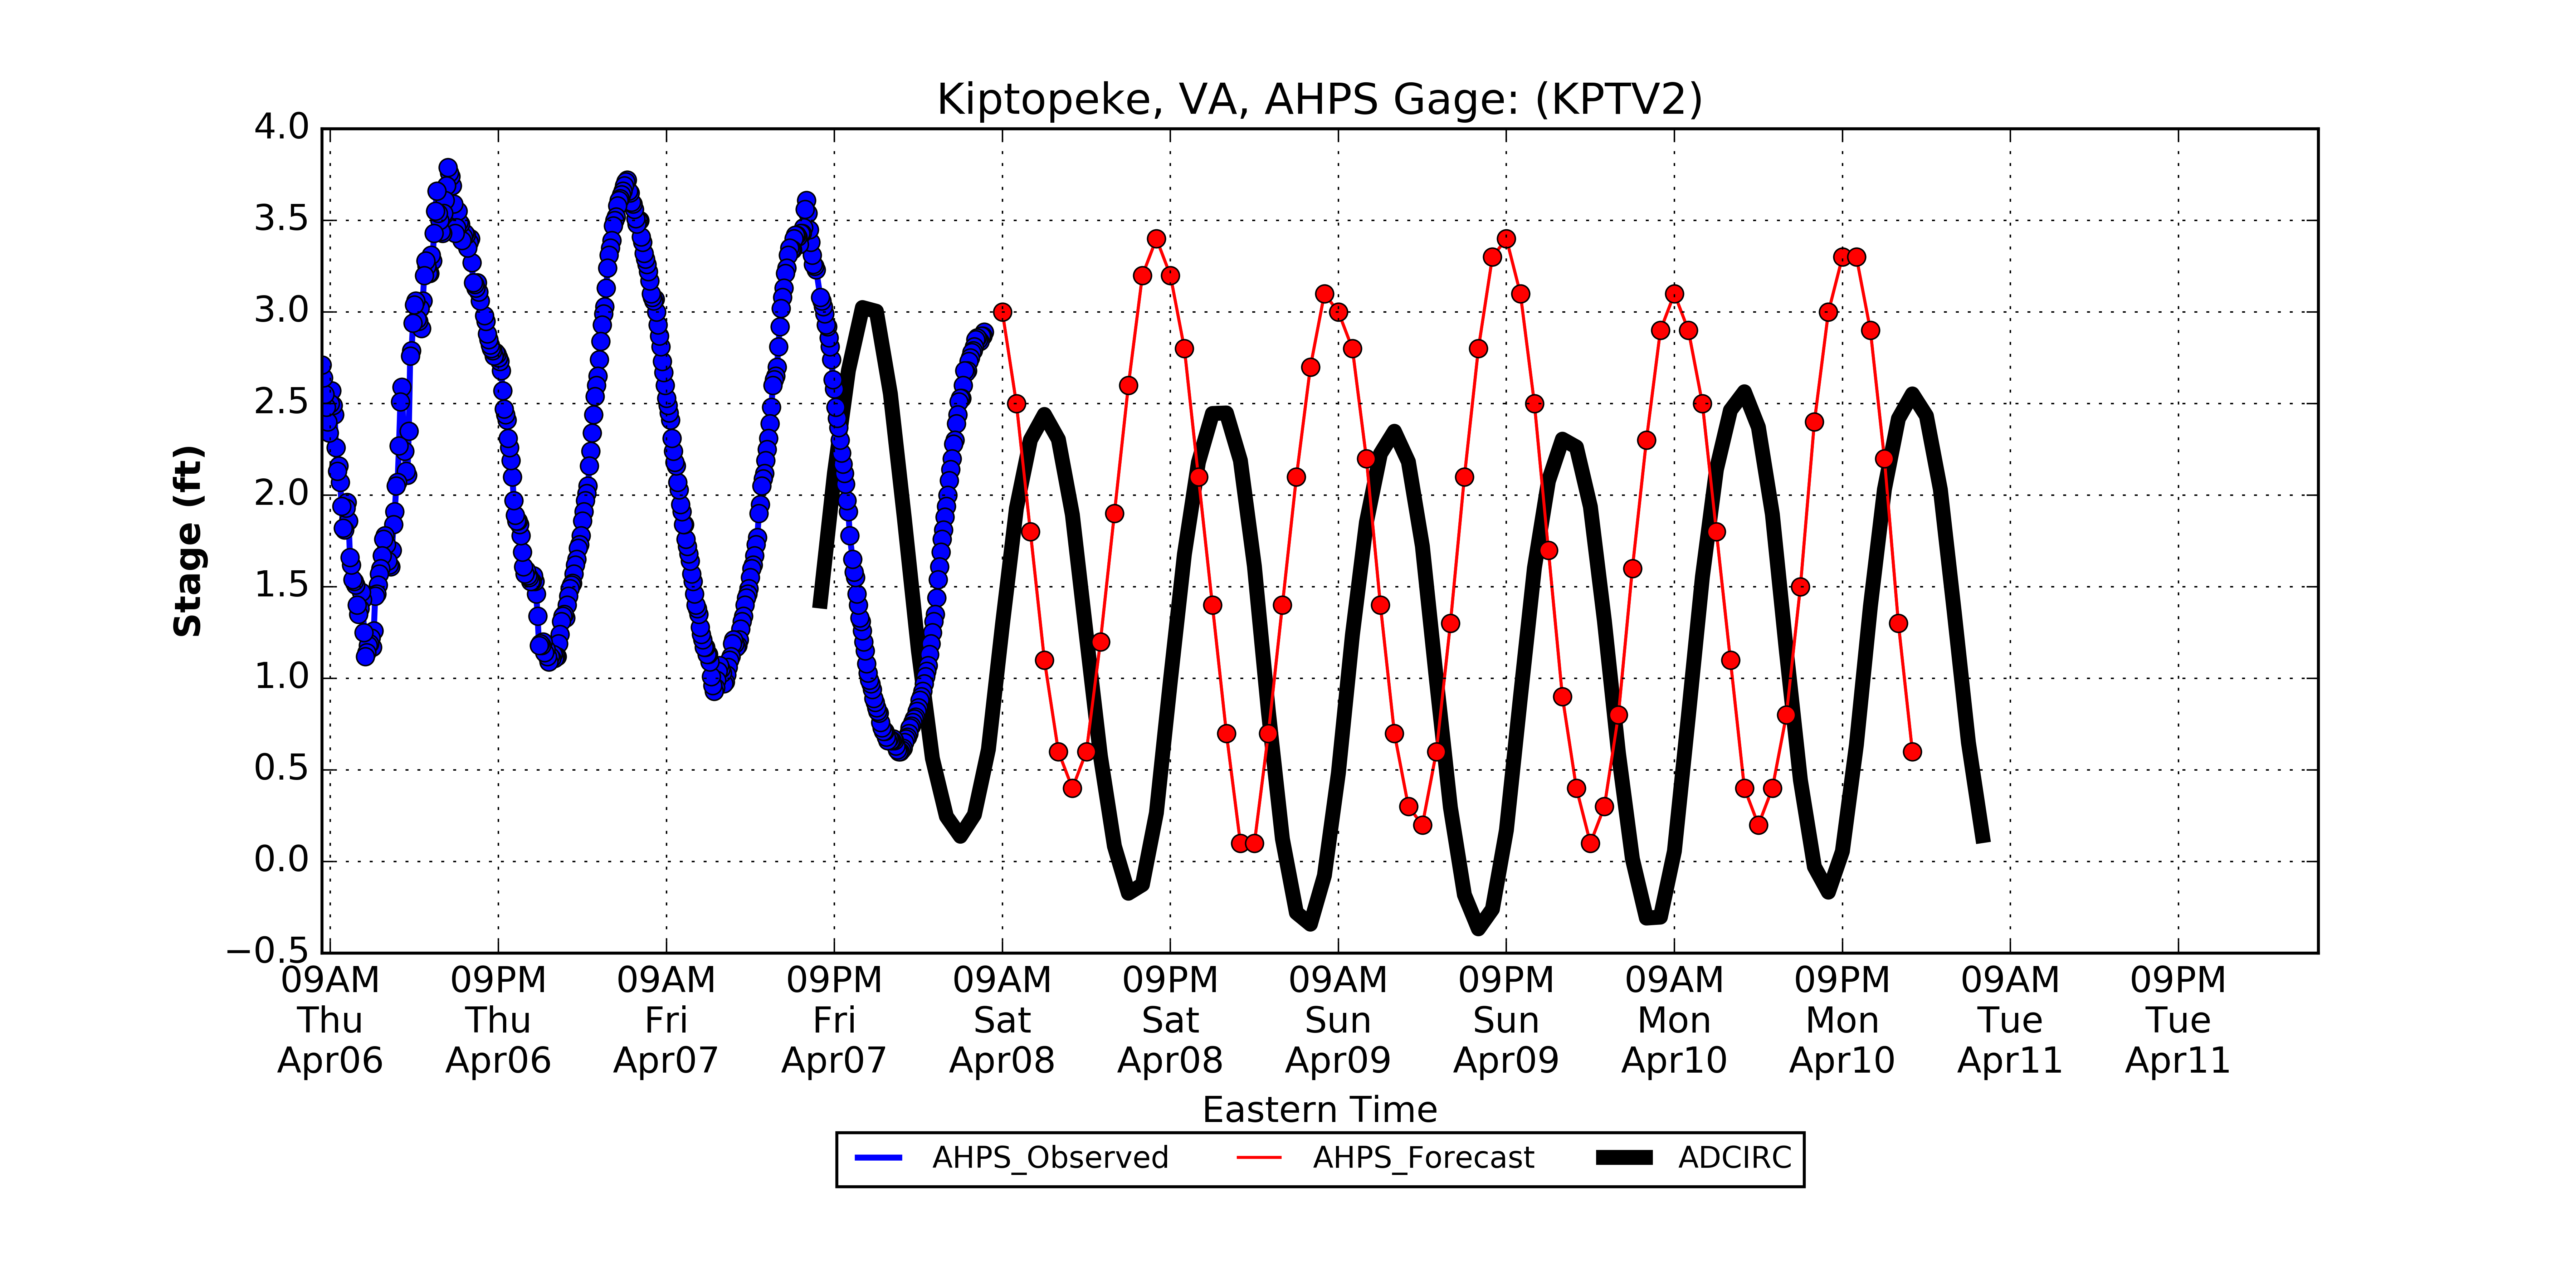 Kiptopeke, VA, AHPS Gage: (KPTV2)
4.0
3.5
3.0
2.5
2.0
1.5
1.0
0.5
0.0
−0.5
Stage (ft)
09AM 09PM 09AM 09PM 09AM 09PM 09AM 09PM 09AM 09PM 09AM 09PM
Thu Thu Fri Fri Sat Sat Sun Sun Mon Mon Tue Tue
Apr06 Apr06 Apr07 Apr07 Apr08 Apr08 Apr09 Apr09 Apr10 Apr10 Apr11 Apr11
Eastern Time
AHPS_Observed AHPS_Forecast ADCIRC